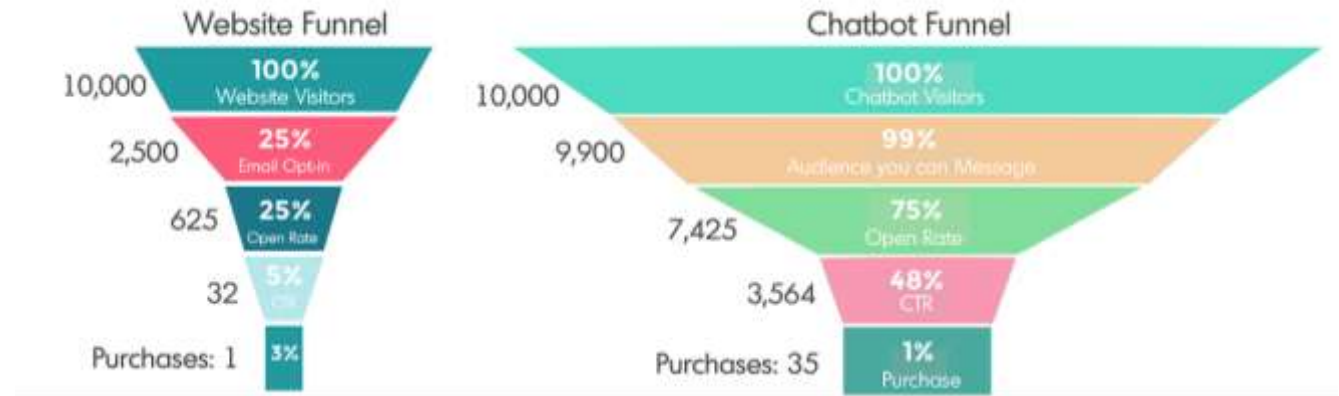 Website Funnel
10,000
100%
Website Visitors
2,500
25%
Email Opt-in
625
25%
Open Rate
32
5%
CTR
Purchases: 1
3%
Chatbot Funnel
10,000
100%
Chatbot Visitors
9,900
99%
Audience you can Message
7,425
75%
Open Rate
3,564
48%
CTR
Purchases: 35
1%
Purchase